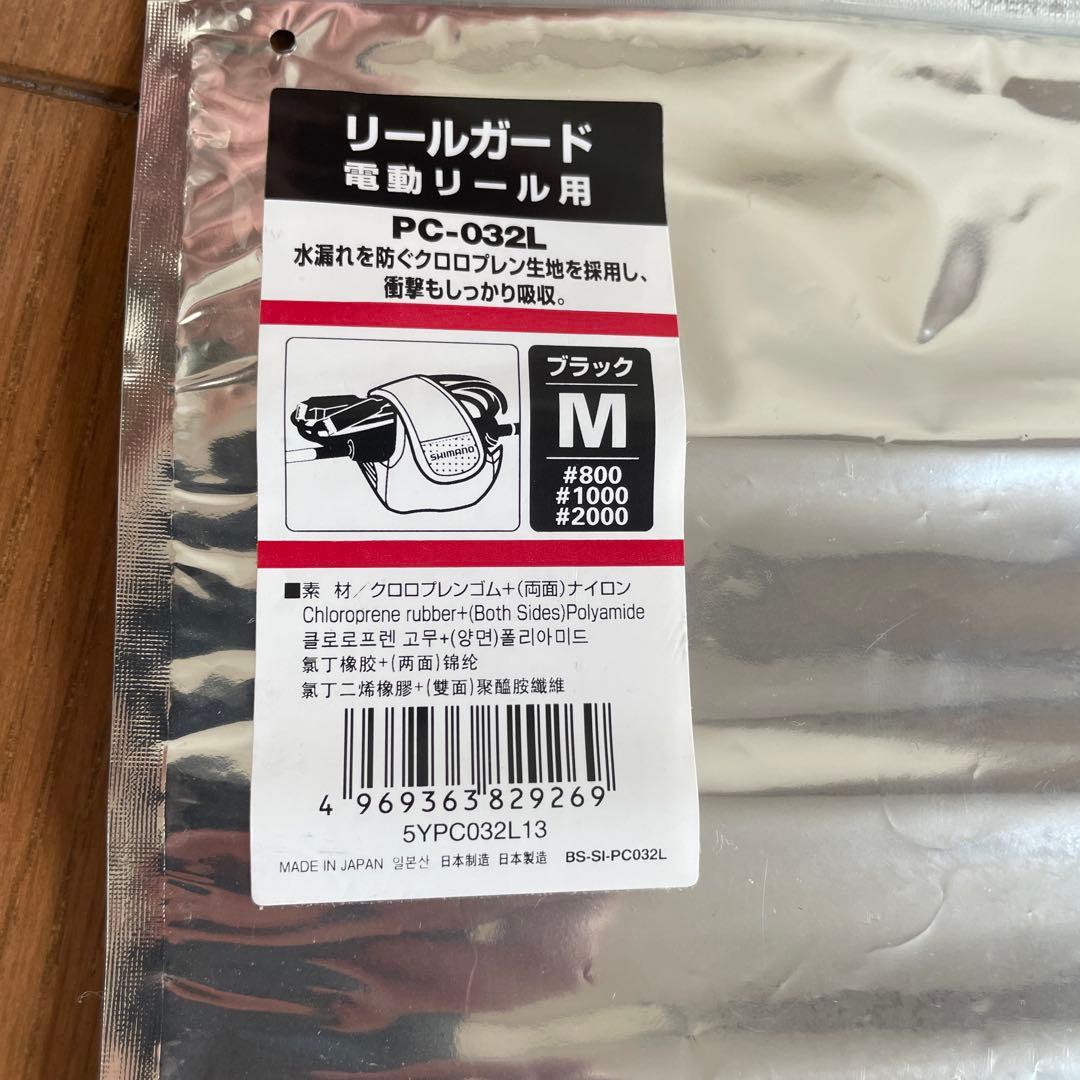 リールガード
電動リール用
PC-032L
水漏れを防ぐクロロプレン生地を採用し、
衝撃もしっかり吸収。
SHIMANO
ブラック
M
#800
#1000
#2000
■素 材/クロロプレンゴム+(両面)ナイロン
Chloroprene rubber+(Both Sides)Polyamide
클로로프렌 고무+(양면)폴리아미드
氯丁橡胶+(两面)锦纶
氯丁二烯橡膠+(雙面)聚醯胺纖維
4 969363 829269
5YPC032L13
MADE IN JAPAN 일본산 日本制造 日本製造 BS-SI-PC032L